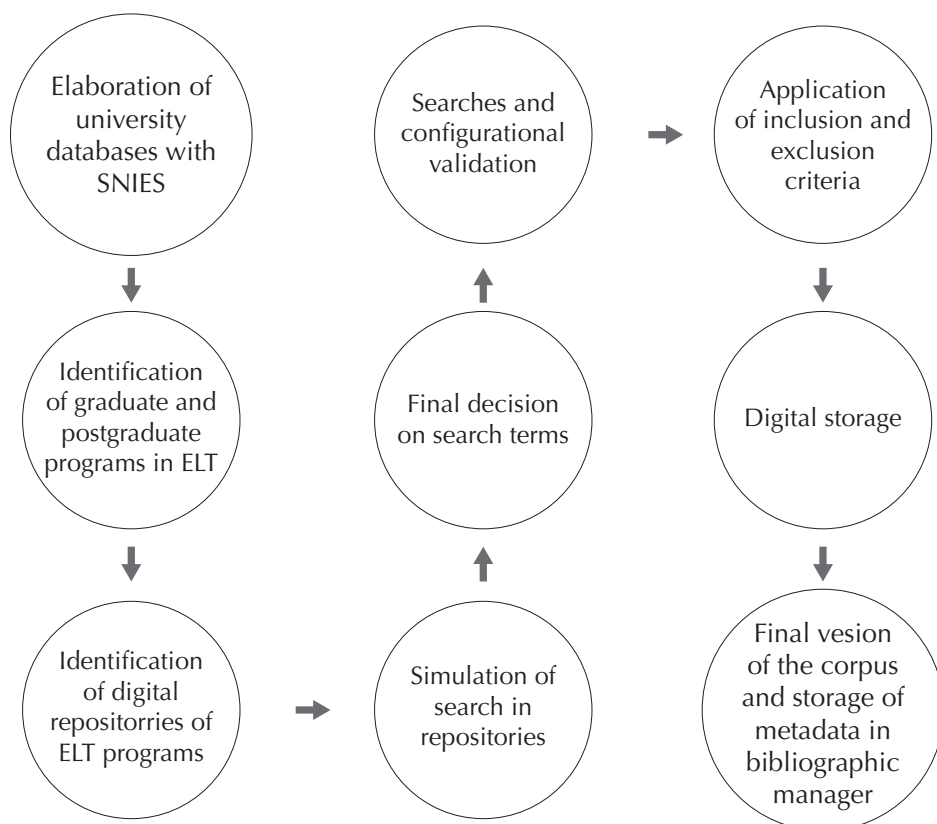 Elaboration of
university
databases with
SNIES
Identification
of graduate and
postgraduate
programs in ELT
Identification
of digital
repositorries of
ELT programs
Simulation of
search in
repositories
Final decision
on search terms
Searches and
configurational
validation
Application
of inclusion and
exclusion
criteria
Digital storage
Final vesion
of the corpus
and storage of
metadata in
bibliographic
manager